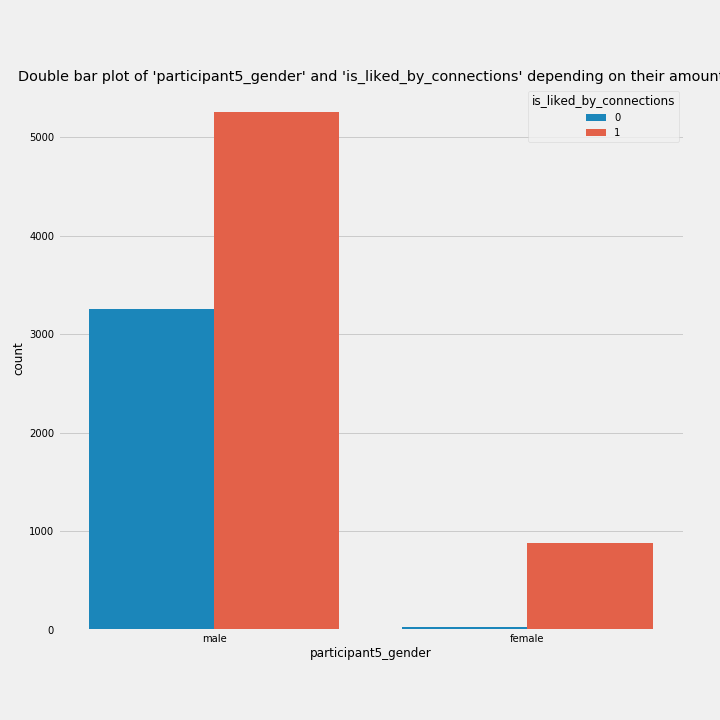 Double bar plot of 'participant5_gender' and 'is_liked_by_connections' depending on their amount
is_liked_by_connections
0
1
5000
4000
3000
2000
1000
0
count
male
female
participant5_gender